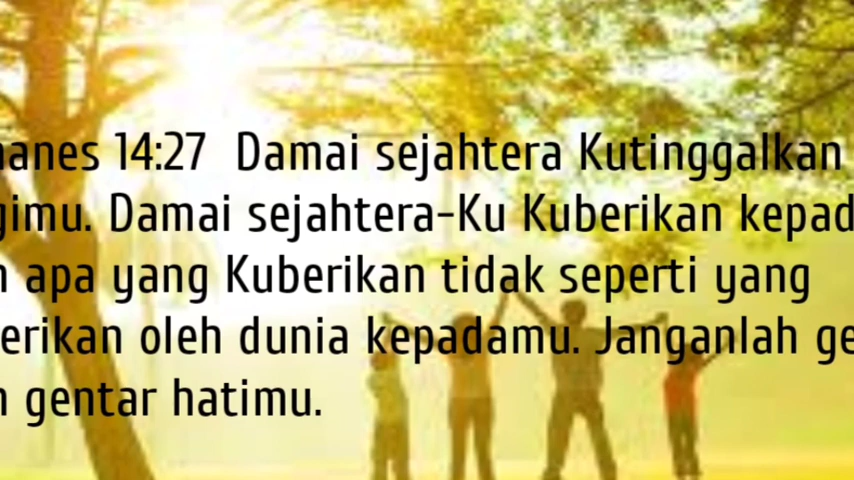 anes 14:27 Damai sejahtera Kutinggalkan
gimu. Damai sejahtera-Ku Kuberikan kepad
apa yang Kuberikan tidak seperti yang
erikan oleh dunia kepadamu. Janganlah ge
gentar hatimu.